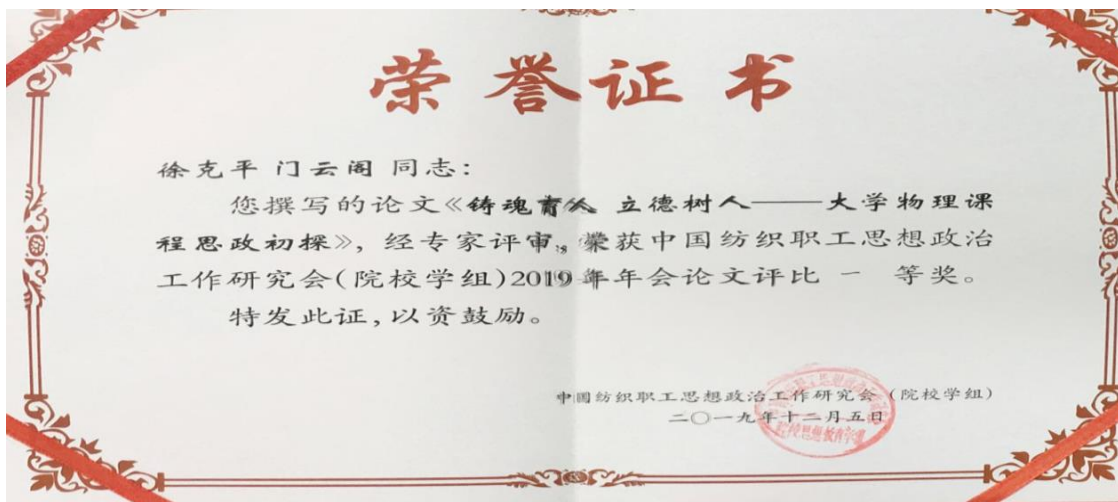 荣誉证书
徐克平 门云阁 同志：
您撰写的论文《铸魂育人 立德树人——大学物理课
程思政初探》，经专家评审，荣获中国纺织职工思想政治
工作研究会(院校学组)2019年年会论文评比 一 等奖。
特发此证，以资鼓励。
中国纺织职工思想政治工作研究会（院校学组）
二〇一九年十二月五日